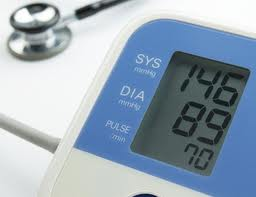 SYS 146
mmHg
DIA 89
mmHg
PULSE 70
/min